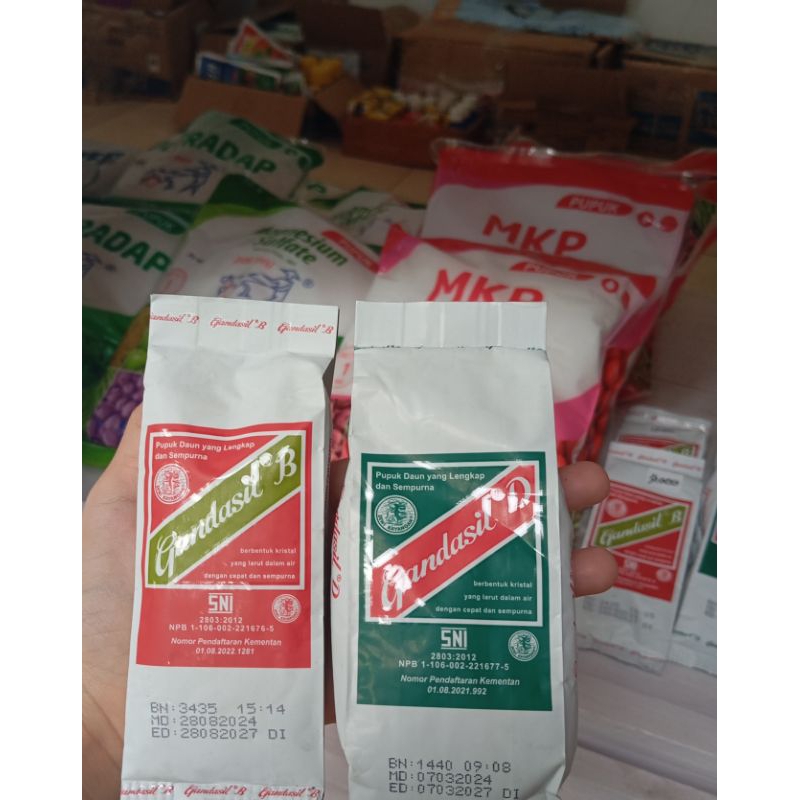 RADAP
RADAP
Sulfate
PUPUK
MKP
MKP
Gandasil® B Gandasil® B
Pupuk Daun yang Lengkap
dan Sempurna
Gandasil® B
berbentuk kristal
yang larut dalam air
dengan cepat dan sempurna
SNI
2803:2012
NPB 1-106-002-221676-5
Nomor Pendaftaran Kementan
01.08.2022.1281
BN:3435 15:14
MD:28082024
ED:28082027 DI
Gandasil® B Gandasil® B
Pupuk Daun yang Lengkap
dan Sempurna
Gandasil® D
berbentuk kristal
yang larut dalam air
dengan cepat dan sempurna
SNI
2803:2012
NPB 1-106-002-221677-5
Nomor Pendaftaran Kementan
01.08.2021.992
BN:1440 09:08
MD:07032024
ED:07032027 DI
Gandasil B